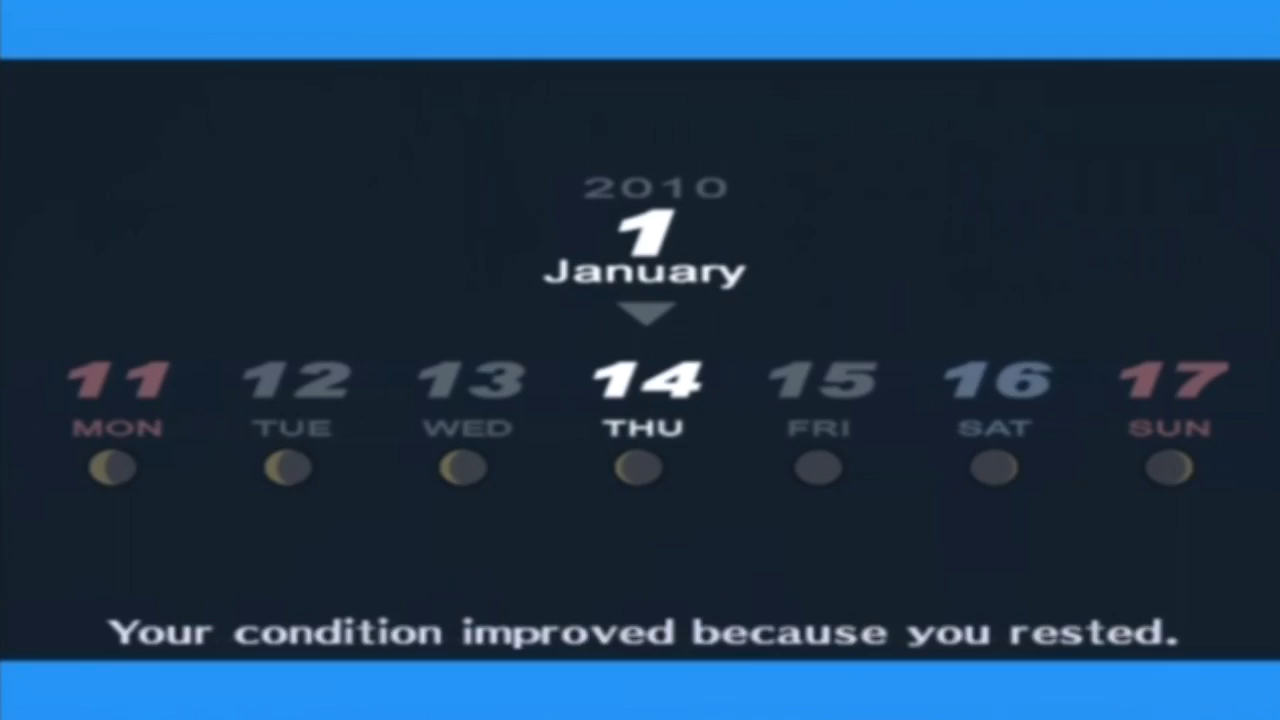 2010
1
January
11 12 13 14 15 16 17
MON TUE WED THU FRI SAT SUN
Your condition improved because you rested.